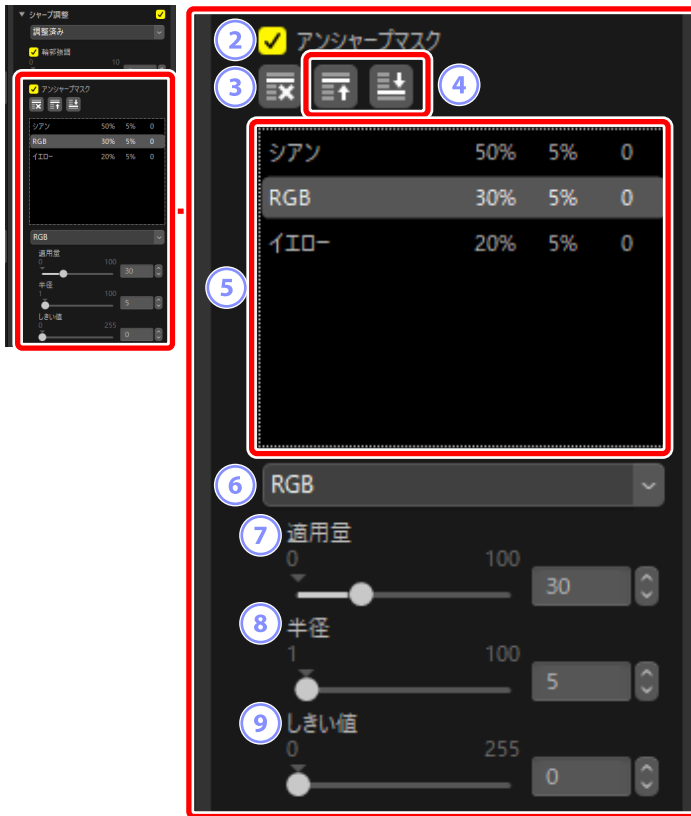 シャープ調整
調整済み
輪郭強調
0 10
アンシャープマスク
シアン 50% 5% 0
RGB 30% 5% 0
イエロー 20% 5% 0
RGB
適用量
0 100
30
半径
1 100
5
しきい値
0 255
0
2 アンシャープマスク
3 4
5
シアン 50% 5% 0
RGB 30% 5% 0
イエロー 20% 5% 0
6 RGB
7 適用量
0 100
30
8 半径
1 100
5
9 しきい値
0 255
0